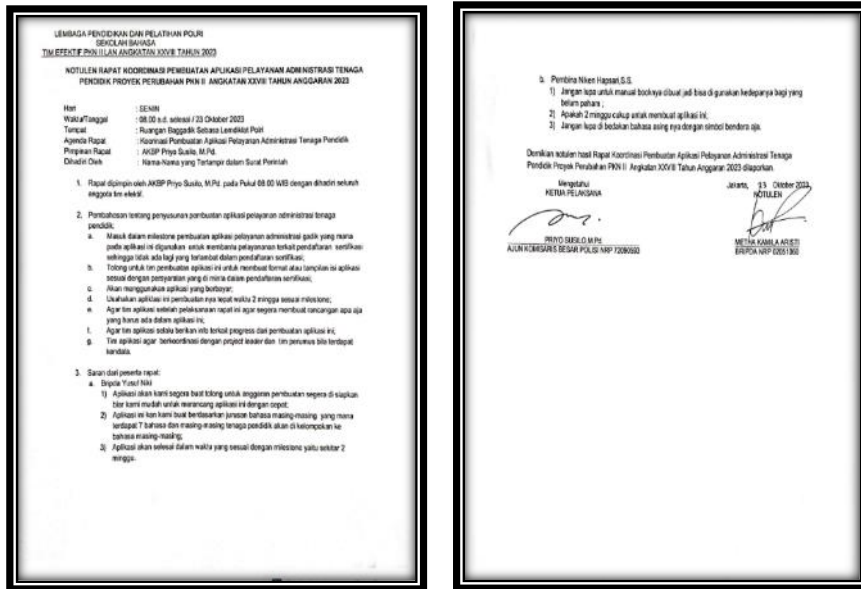 LEMBAGA PENDIDIKAN DAN PELATIHAN POLRI
SEKOLAH BAHASA
TIM EFEKTIF PKN II LAN ANGKATAN XXVIII TAHUN 2023
NOTULEN RAPAT KOORDINASI PEMBUATAN APLIKASI PELAYANAN ADMINISTRASI TENAGA
PENDIDIK PROYEK PERUBAHAN PKN II ANGKATAN XXVIII TAHUN ANGGARAN 2023
Hari : SENIN
Waktu/Tanggal : 08.00 s.d. selesai / 23 Oktober 2023
Tempat : Ruangan Baggadik Sebasa Lemdiklat Polri
Agenda Rapat : Pembuatan Aplikasi Pelayanan Administrasi Tenaga Pendidik
Pimpinan Rapat : AKBP Priyo Susilo, M.Pd.
Dihadiri Oleh : Nama-Nama yang Terlampir dalam Surat Perintah
1. Rapat dipimpin oleh AKBP Priyo Susilo, M.Pd. pada Pukul 08.00 WIB dengan dihadiri seluruh
anggota tim efektif.
2. Pembahasan tentang penyusunan pembuatan aplikasi pelayanan administrasi tenaga
pendidik:
a. Masuk dalam milestone pembuatan aplikasi pelayanan administrasi gadik yang mana
pada aplikasi ini digunakan untuk membantu pelayananan terkait pendaftaran sertifikasi
sehingga tidak ada lagi yang terlambat dalam pendaftaran sertifikasi;
b. Tolong untuk tim pembuatan aplikasi ini untuk membuat format atau tampilan isi aplikasi
sesuai dengan persyaratan yang di minta dalam pendaftaran sertifikasi;
c. Akan menggunakan aplikasi yang berbayar;
d. Usahakan aplikasi ini pembuatan nya tepat waktu 2 minggu sesuai milestone;
e. Agar tim aplikasi setelah pelaksanaan rapat ini agar segera membuat rancangan apa aja
yang harus ada dalam aplikasi ini;
f. Agar tim aplikasi selalu berikan info terkait progress dari pembuatan aplikasi ini;
g. Tim aplikasi agar berkoordinasi dengan project leader dan tim perumus bila terdapat
kendala.
3. Saran dari peserta rapat:
a. Bripda Yusuf Niki
1) Aplikasi akan kami segera buat tolong untuk anggaran pembuatan segera di siapkan
biar kami mudah untuk merancang aplikasi ini dengan cepat;
2) Aplikasi ini kan kami buat berdasarkan jurusan bahasa masing-masing yang mana
terdapat 7 bahasa dan masing-masing tenaga pendidik akan di kelompokan ke
bahasa masing-masing;
3) Aplikasi akan selesai dalam waktu yang sesuai dengan milestone yaitu sekitar 2
minggu.
b. Pembina Niken Hapsari,S.S.
1) Jangan lupa untuk manual booknya dibuat jadi bisa di gunakan kedepanya bagi yang
belum paham ;
2) Apakah 2 minggu cukup untuk membuat aplikasi ini;
3) Jangan lupa di bedakan bahasa asing nya dengan simbol bendera aja.
Demikian notulen hasil Rapat Koordinasi Pembuatan Aplikasi Pelayanan Administrasi Tenaga
Pendidik Proyek Perubahan PKN II Angkatan XXVIII Tahun Anggaran 2023 dilaporkan.
Mengetahui
KETUA PELAKSANA
PRIYO SUSILO,M.Pd.
AJUN KOMISARIS BESAR POLISI NRP
Jakarta, Oktober 2023
NOTULEN
METHA KAMILA ARISTI
BRIPDA NRP